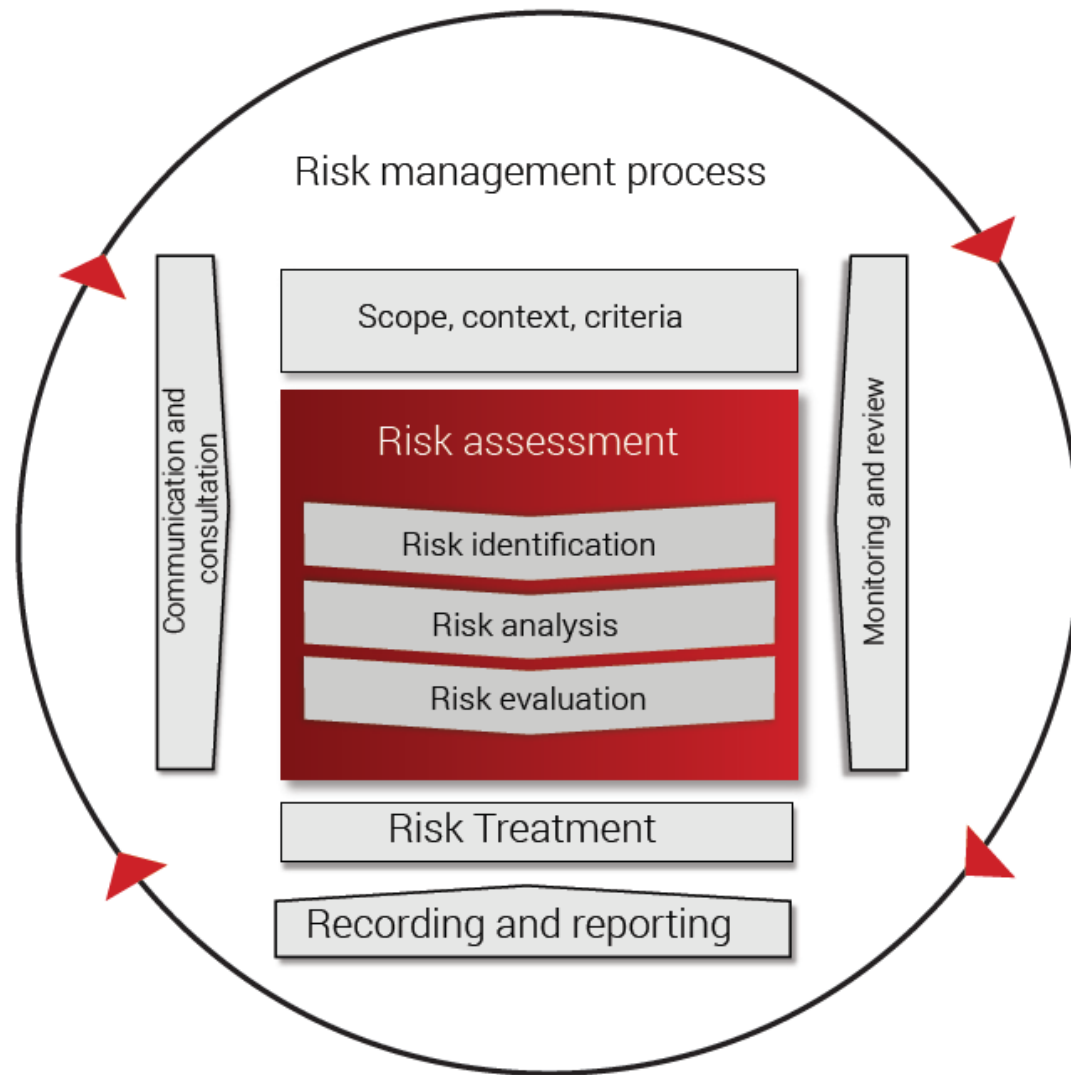 Risk management process
Scope, context, criteria
Communication and
consultation
Risk assessment
Risk identification
Risk analysis
Risk evaluation
Monitoring and review
Risk Treatment
Recording and reporting